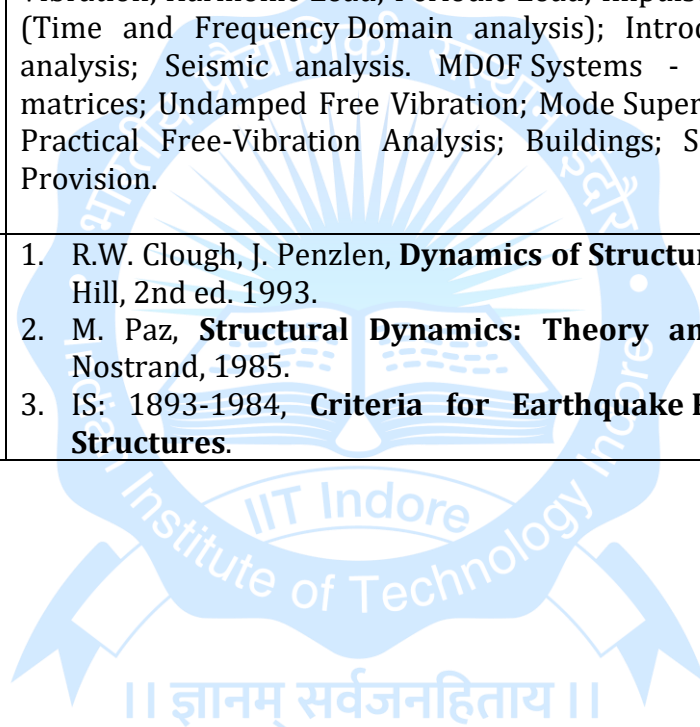 (Time and Frequency Domain analysis); Introd
analysis; Seismic analysis. MDOF Systems -
matrices; Undamped Free Vibration; Mode Super
Practical Free-Vibration Analysis; Buildings; S
Provision.
1. R.W. Clough, J. Penzlen, Dynamics of Structu
Hill, 2nd ed. 1993.
2. M. Paz, Structural Dynamics: Theory an
Nostrand, 1985.
3. IS: 1893-1984, Criteria for Earthquake
Structures.
IIT Indore
Institute of Technology Indore
।। ज्ञानम् सर्वजनहिताय ।।